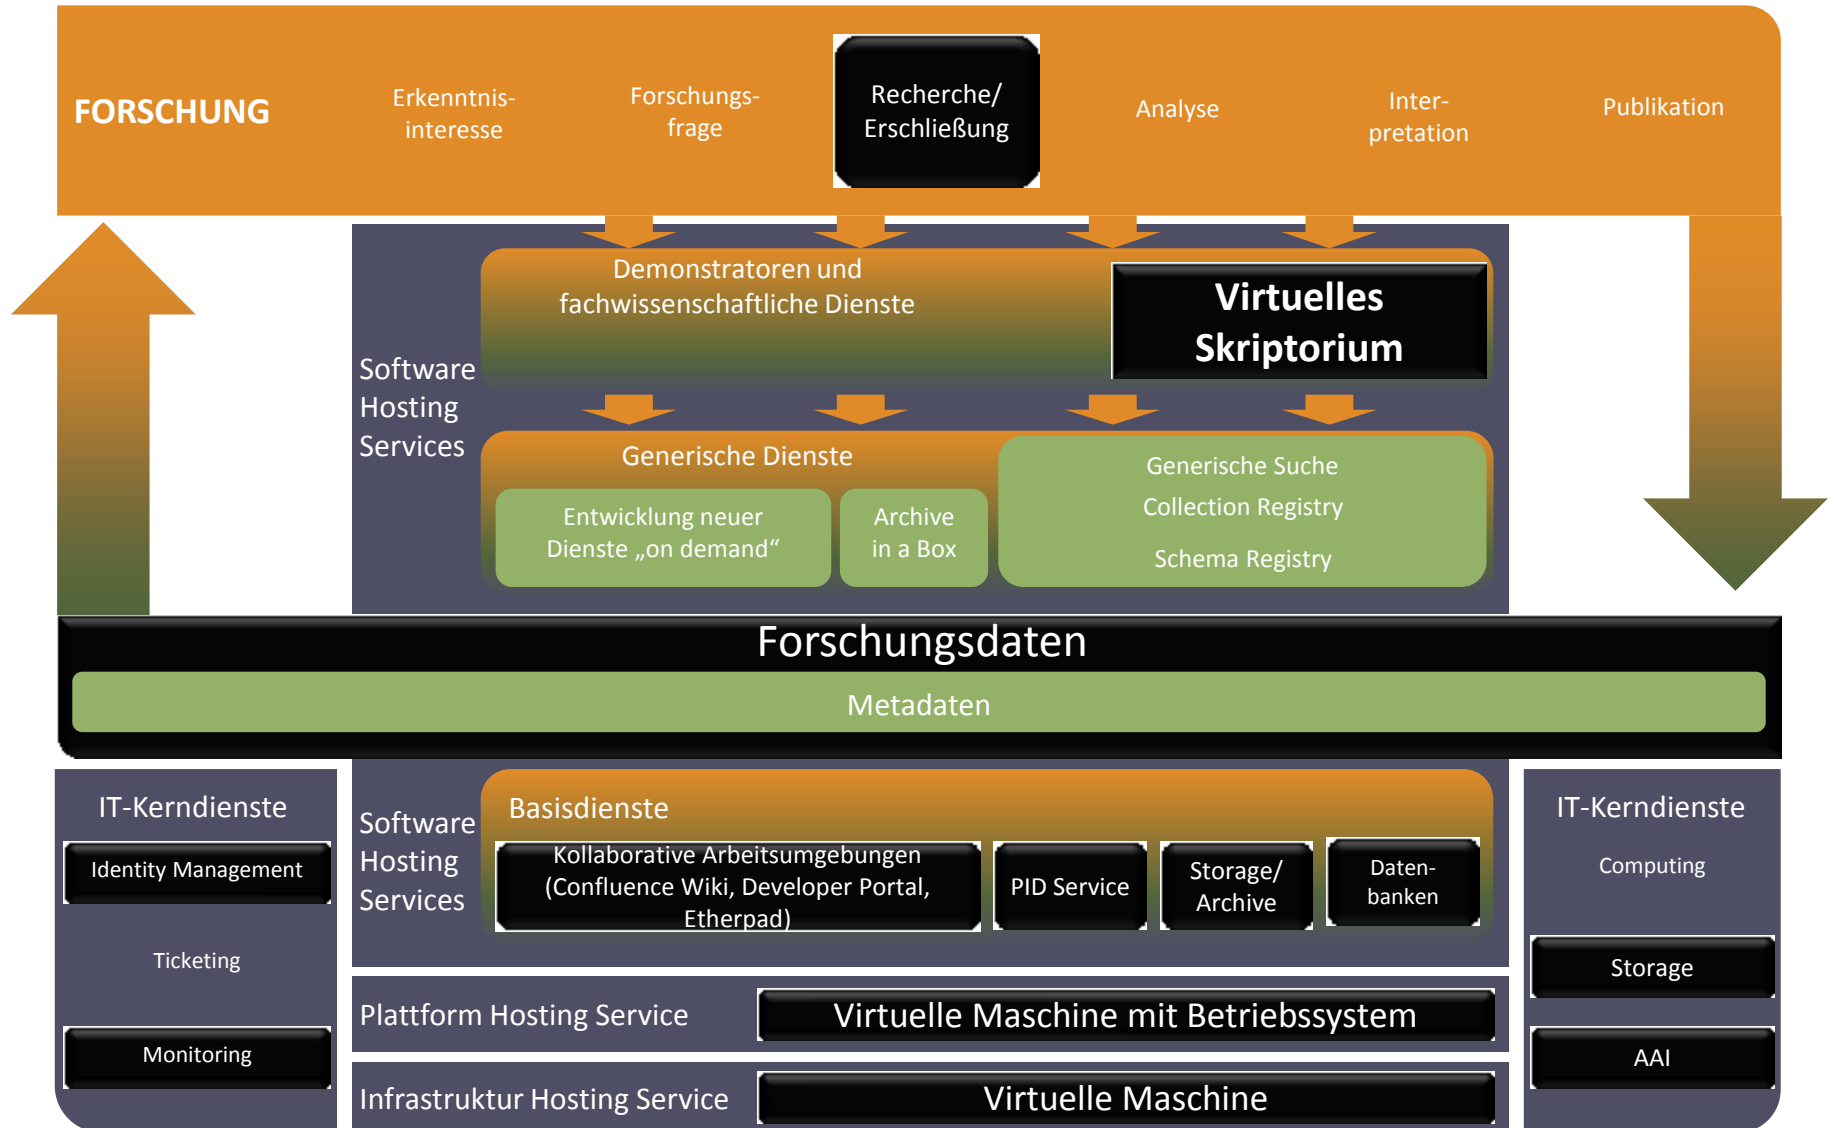 FORSCHUNG
Erkenntnis-
interesse
Forschungs-
frage
Recherche/
Erschließung
Analyse
Inter-
pretation
Publikation
Demonstratoren und
fachwissenschaftliche Dienste
Virtuelles
Skriptorium
Software
Hosting
Services
Generische Dienste
Entwicklung neuer
Dienste „on demand“
Archive
in a Box
Generische Suche
Collection Registry
Schema Registry
Forschungsdaten
Metadaten
IT-Kerndienste
Identity Management
Ticketing
Monitoring
Software
Hosting
Services
Basisdienste
Kollaborative Arbeitsumgebungen
(Confluence Wiki, Developer Portal,
Etherpad)
PID Service
Storage/
Archive
Daten-
banken
Plattform Hosting Service
Virtuelle Maschine mit Betriebssystem
Infrastruktur Hosting Service
Virtuelle Maschine
IT-Kerndienste
Computing
Storage
AAI